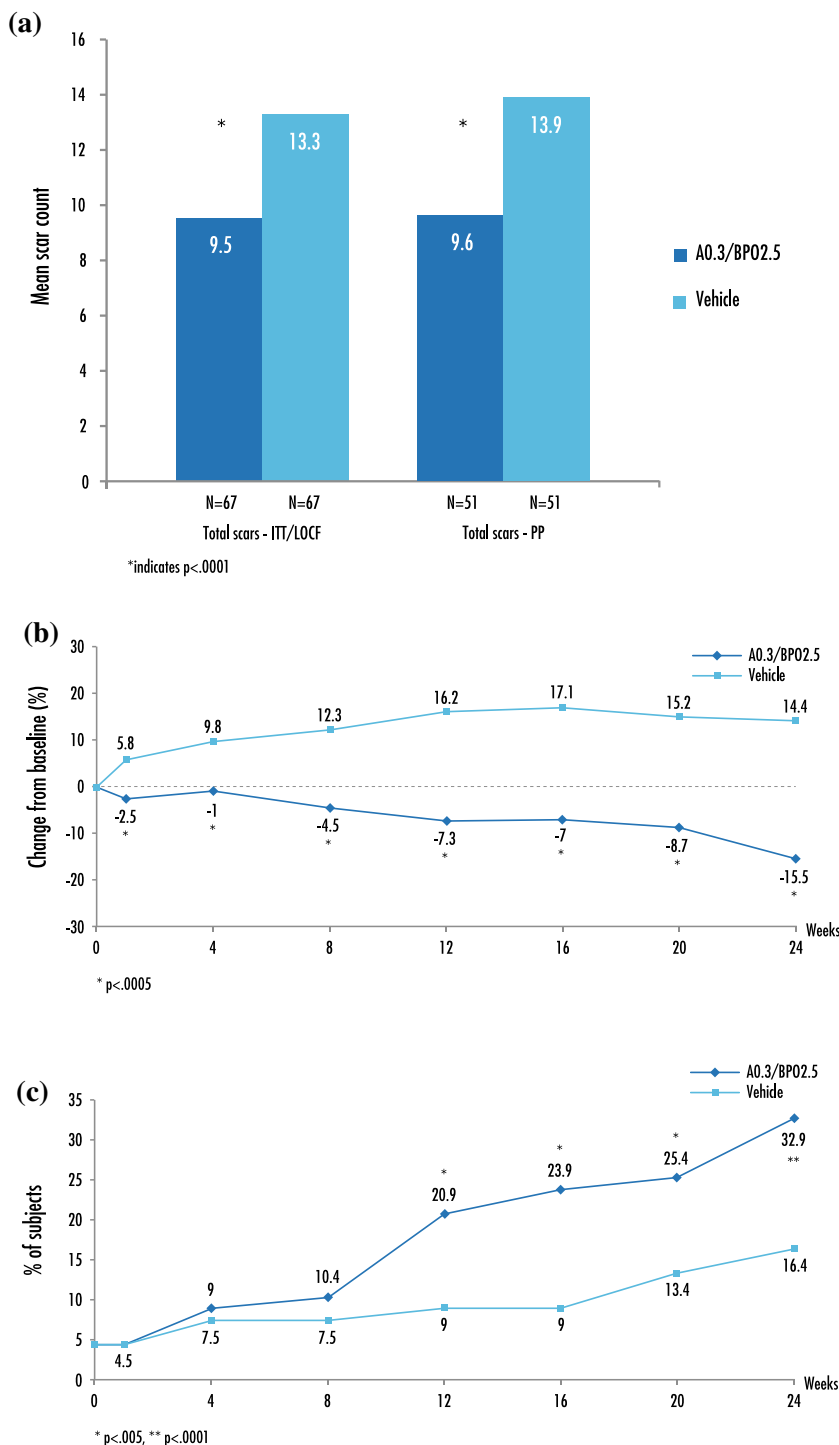 (a)
16
14
12
10
8
6
4
2
0
Mean scar count
*
*
9.5
13.3
9.6
13.9
A0.3/BPO2.5
Vehicle
N=67 N=67 N=51 N=51
Total scars - ITT/LOCF Total scars - PP
*indicates p<.0001
(b)
30
20
10
0
-10
-20
-30
Change from baseline (%)
A0.3/BPO2.5
Vehicle
5.8 9.8 12.3 16.2 17.1 15.2 14.4
-2.5 -1 -4.5 -7.3 -7 -8.7 -15.5
* * * * * * *
0 4 8 12 16 20 24 Weeks
* p<.0005
(c)
35
30
25
20
15
10
5
0
% of subjects
A0.3/BPO2.5
Vehicle
* * *
9 10.4 20.9 23.9 25.4 32.9
**
4.5 7.5 7.5 9 9 13.4 16.4
0 4 8 12 16 20 24 Weeks
* p<.005, ** p<.0001